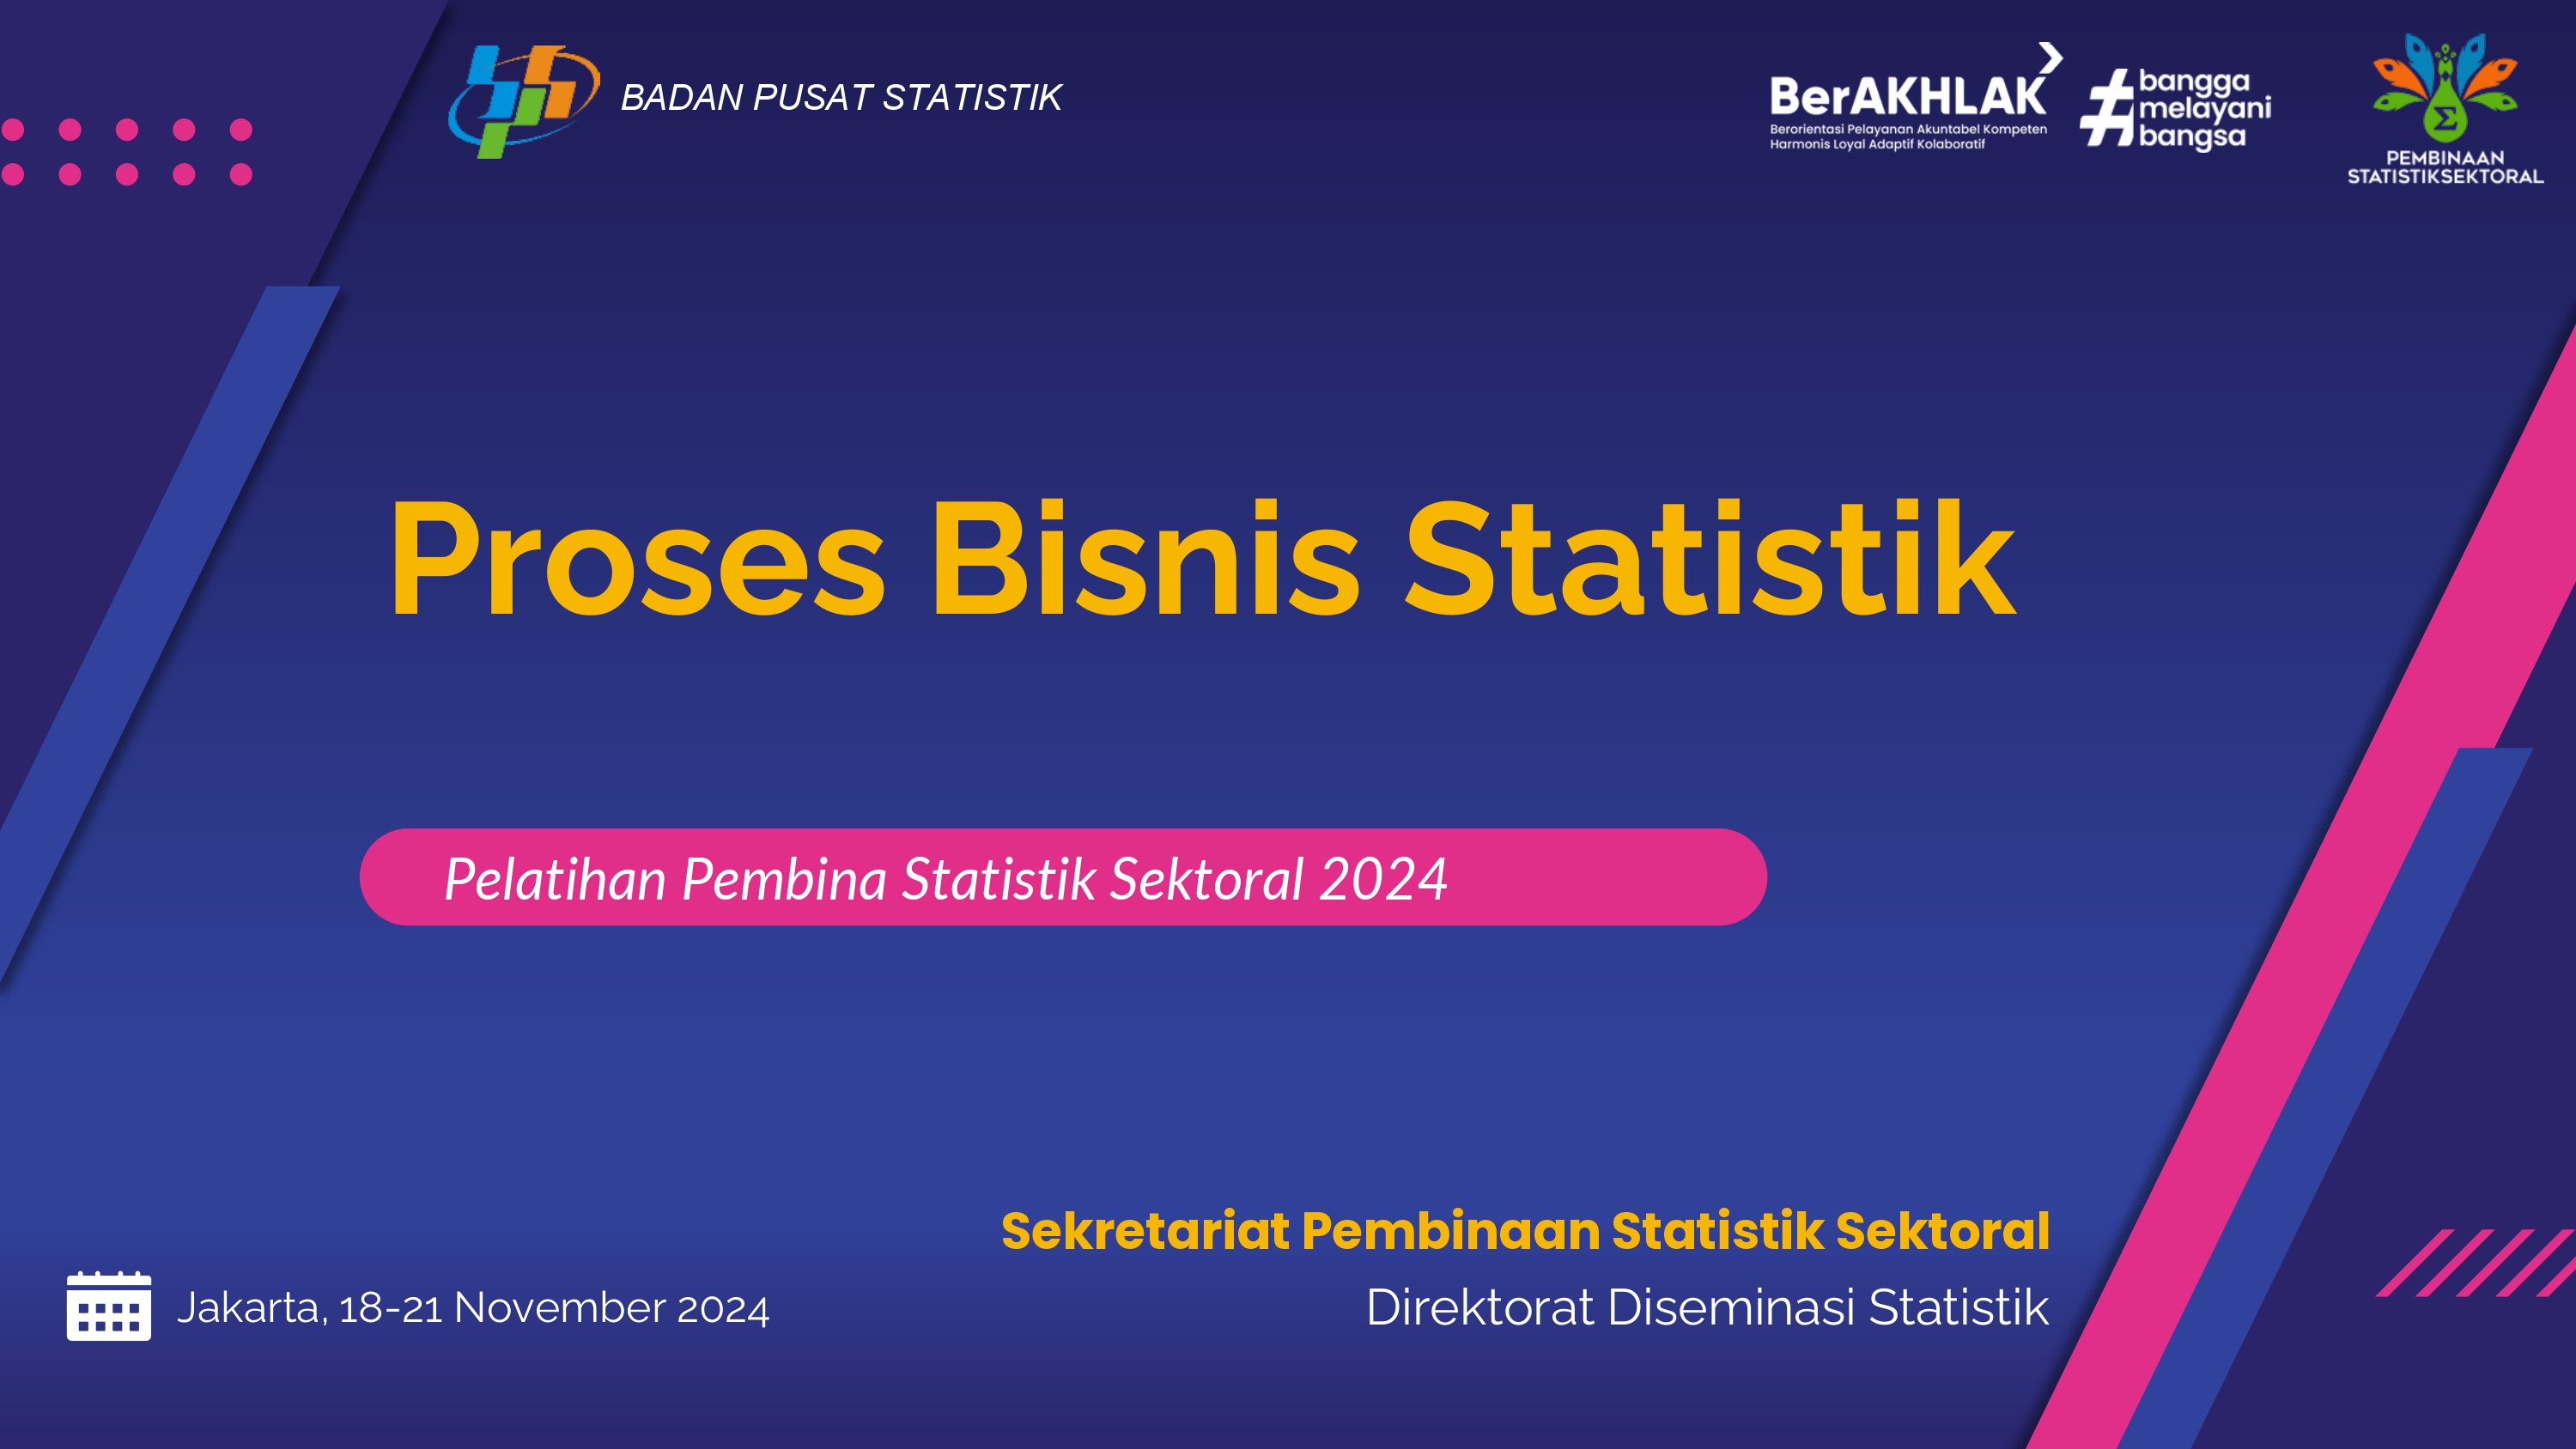 BADAN PUSAT STATISTIK
BerAKHLAK
Berorientasi Pelayanan Akuntabel Kompeten
Harmonis Loyal Adaptif Kolaboratif
#bangga
melayani
bangsa
Σ
PEMBINAAN
STATISTIKSEKTORAL
Proses Bisnis Statistik
Pelatihan Pembina Statistik Sektoral 2024
Sekretariat Pembinaan Statistik Sektoral
Direktorat Diseminasi Statistik
Jakarta, 18-21 November 2024